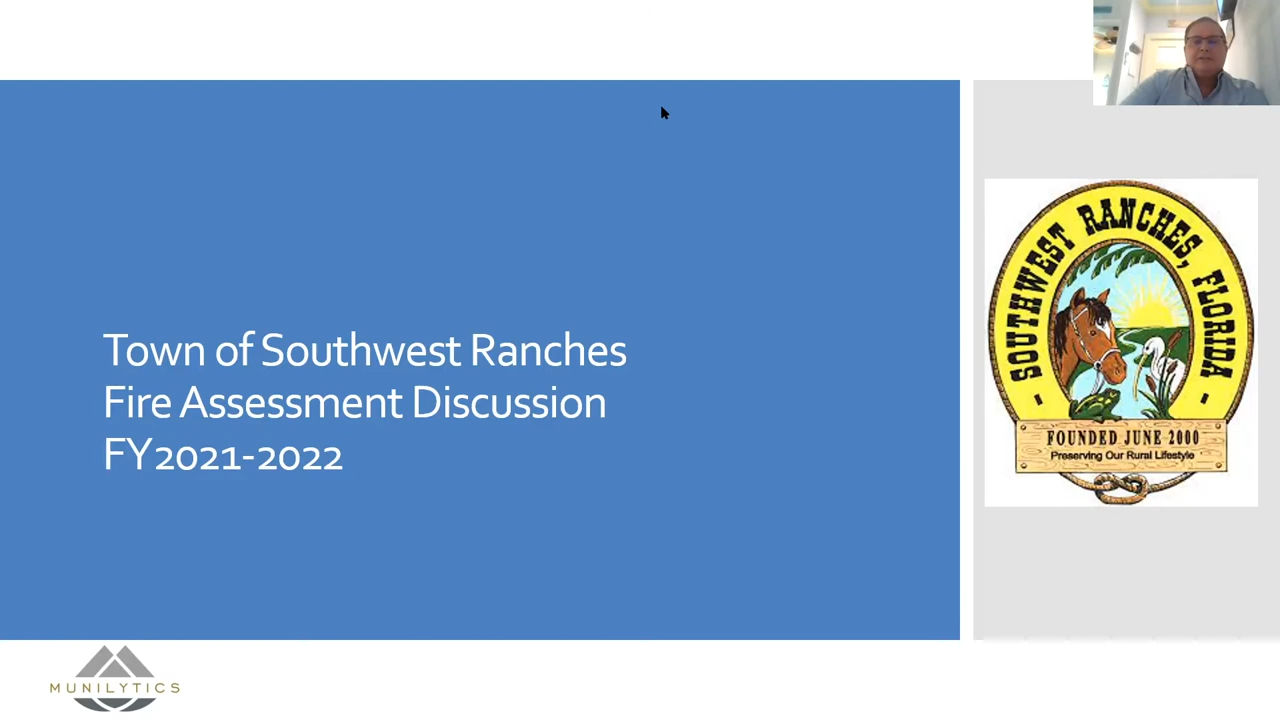 Town of Southwest Ranches
Fire Assessment Discussion
FY2021-2022
SOUTHWEST RANCHES, FLORIDA
FOUNDED JUNE 2000
Preserving Our Rural Lifestyle
MUNILYTICS